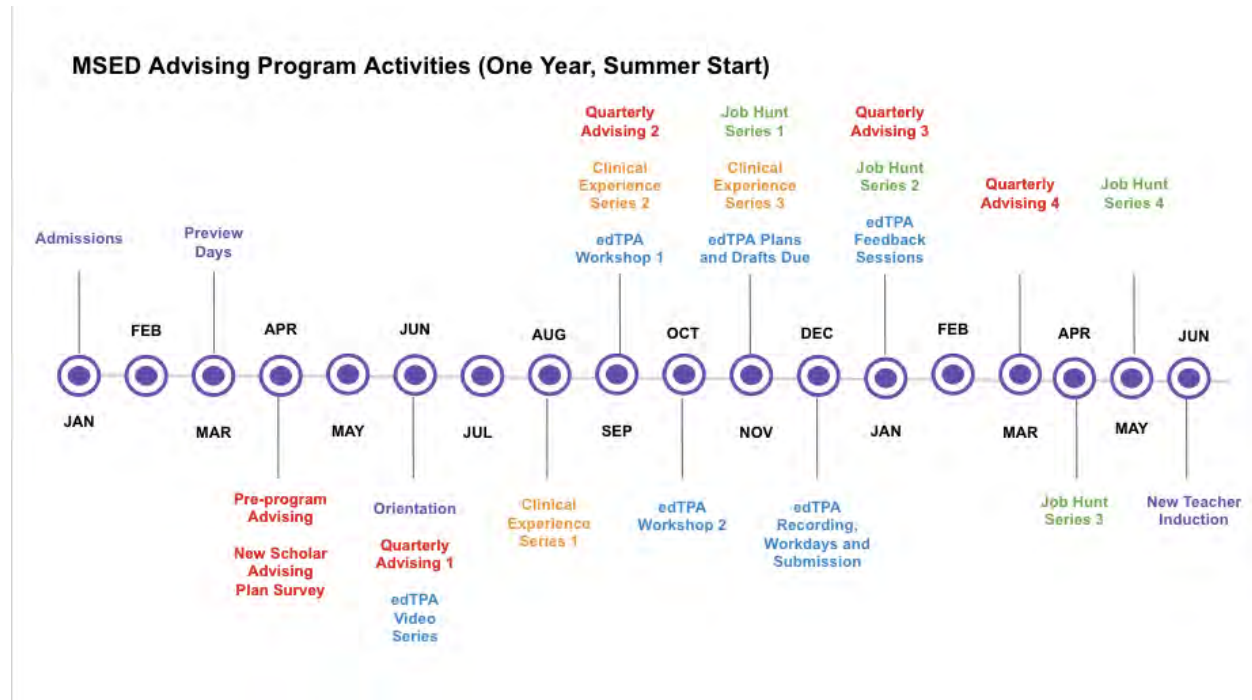 MSED Advising Program Activities (One Year, Summer Start)
Quarterly
Advising 2
Clinical
Experience
Series 2
edTPA
Workshop 1
Job Hunt
Series 1
Clinical
Experience
Series 3
edTPA Plans
and Drafts Due
Quarterly
Advising 3
Job Hunt
Series 2
edTPA
Feedback
Sessions
Quarterly
Advising 4
Job Hunt
Series 4
Admissions
Preview
Days
FEB
APR
JUN
AUG
OCT
DEC
FEB
APR
JUN
JAN
MAR
MAY
JUL
SEP
NOV
JAN
MAR
MAY
Pre-program
Advising
New Scholar
Advising
Plan Survey
Orientation
Quarterly
Advising 1
edTPA
Video
Series
Clinical
Experience
Series 1
edTPA
Workshop 2
edTPA
Recording,
Workdays and
Submission
Job Hunt
Series 3
New Teacher
Induction